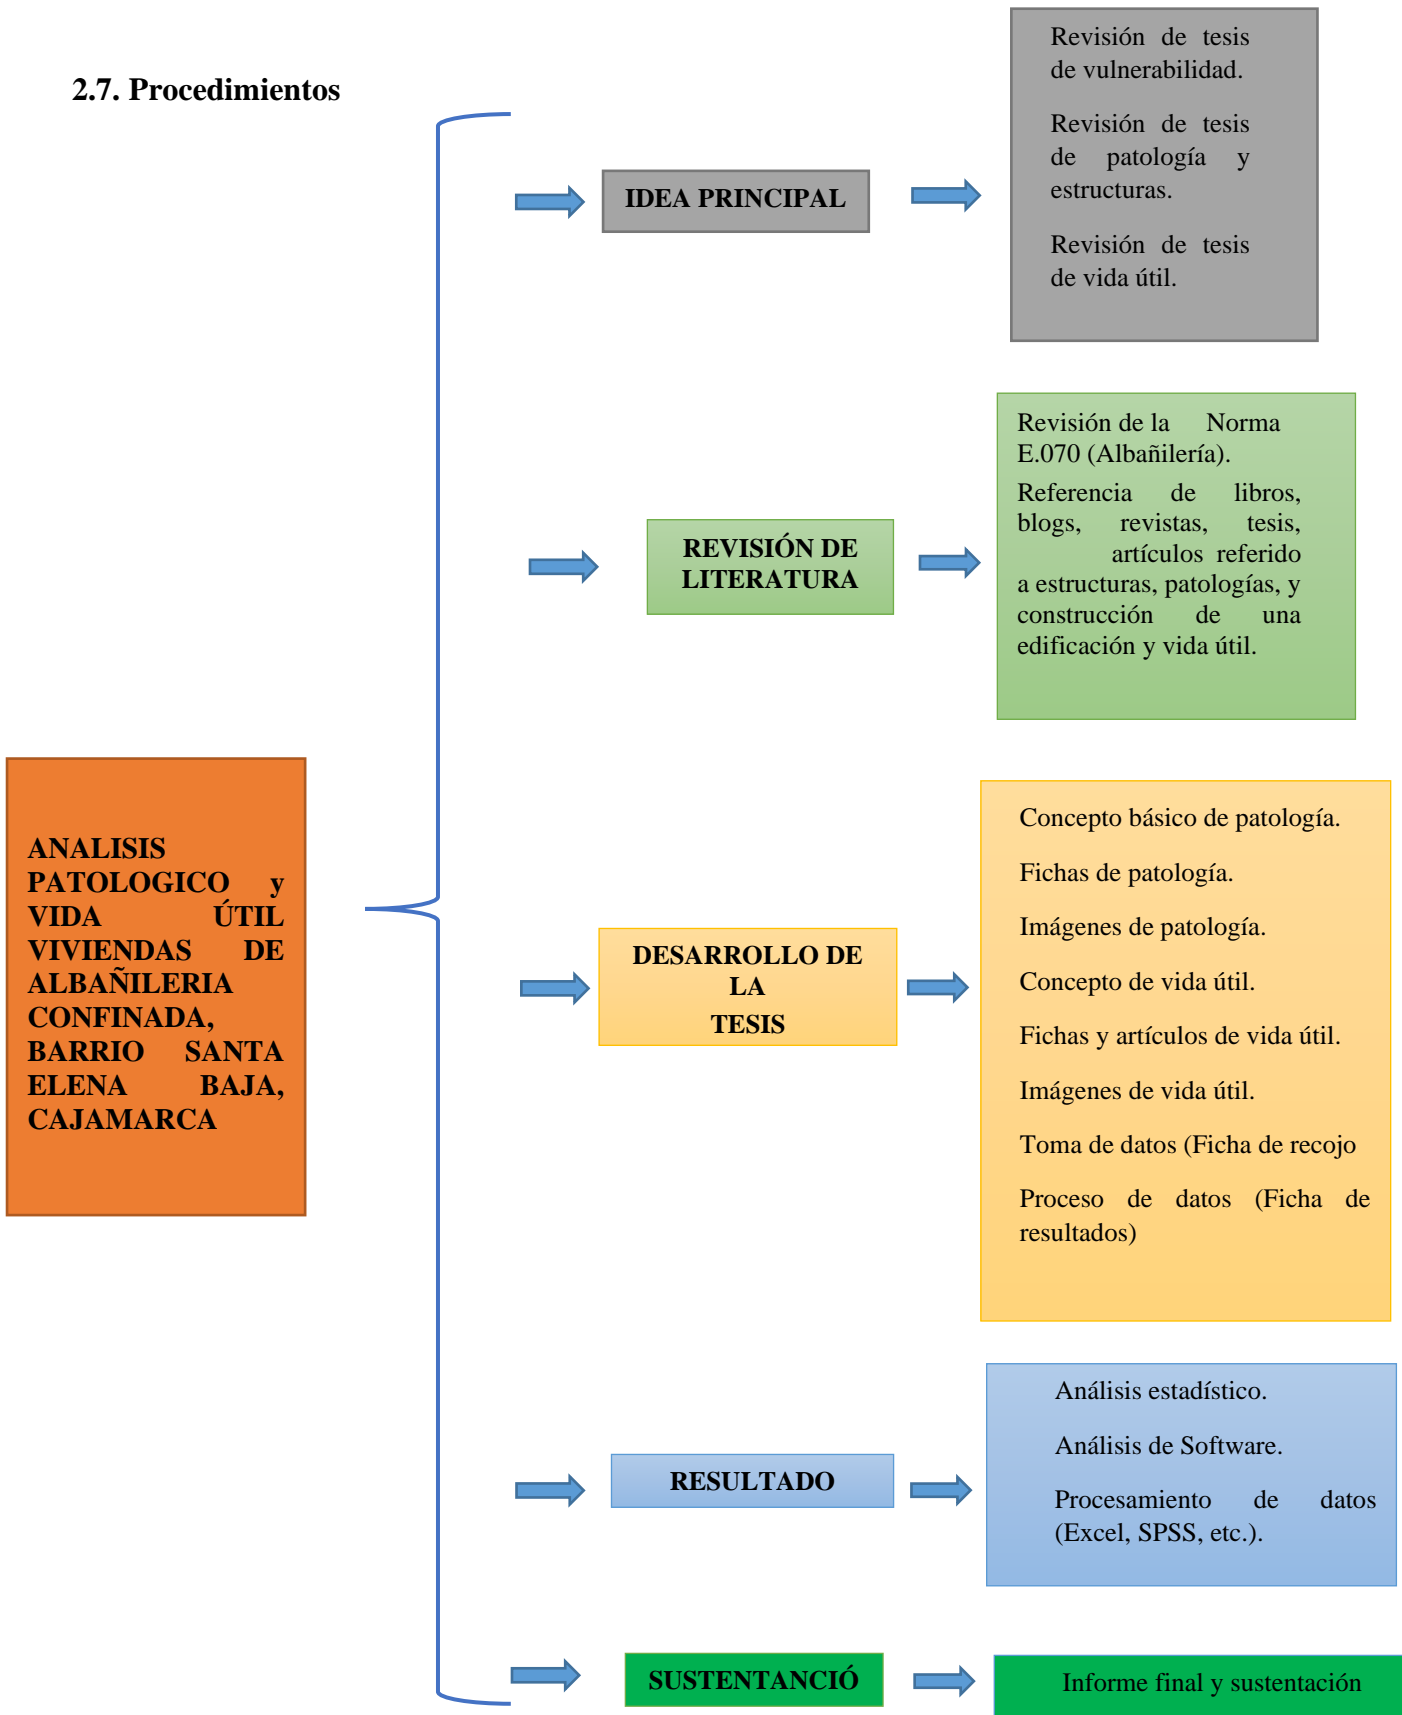 2.7. Procedimientos
ANALISIS
PATOLOGICO y
VIDA ÚTIL
VIVIENDAS DE
ALBAÑILERIA
CONFINADA,
BARRIO SANTA
ELENA BAJA,
CAJAMARCA
IDEA PRINCIPAL
Revisión de tesis
de vulnerabilidad.
Revisión de tesis
de patología y
estructuras.
Revisión de tesis
de vida útil.
REVISIÓN DE
LITERATURA
Revisión de la Norma
E.070 (Albañilería).
Referencia de libros,
blogs, revistas, tesis,
artículos referido
a estructuras, patologías, y
construcción de una
edificación y vida útil.
DESARROLLO DE
LA
TESIS
Concepto básico de patología.
Fichas de patología.
Imágenes de patología.
Concepto de vida útil.
Fichas y artículos de vida útil.
Imágenes de vida útil.
Toma de datos (Ficha de recojo
Proceso de datos (Ficha de
resultados)
RESULTADO
Análisis estadístico.
Análisis de Software.
Procesamiento de datos
(Excel, SPSS, etc.).
SUSTENTANCIÓ
Informe final y sustentación